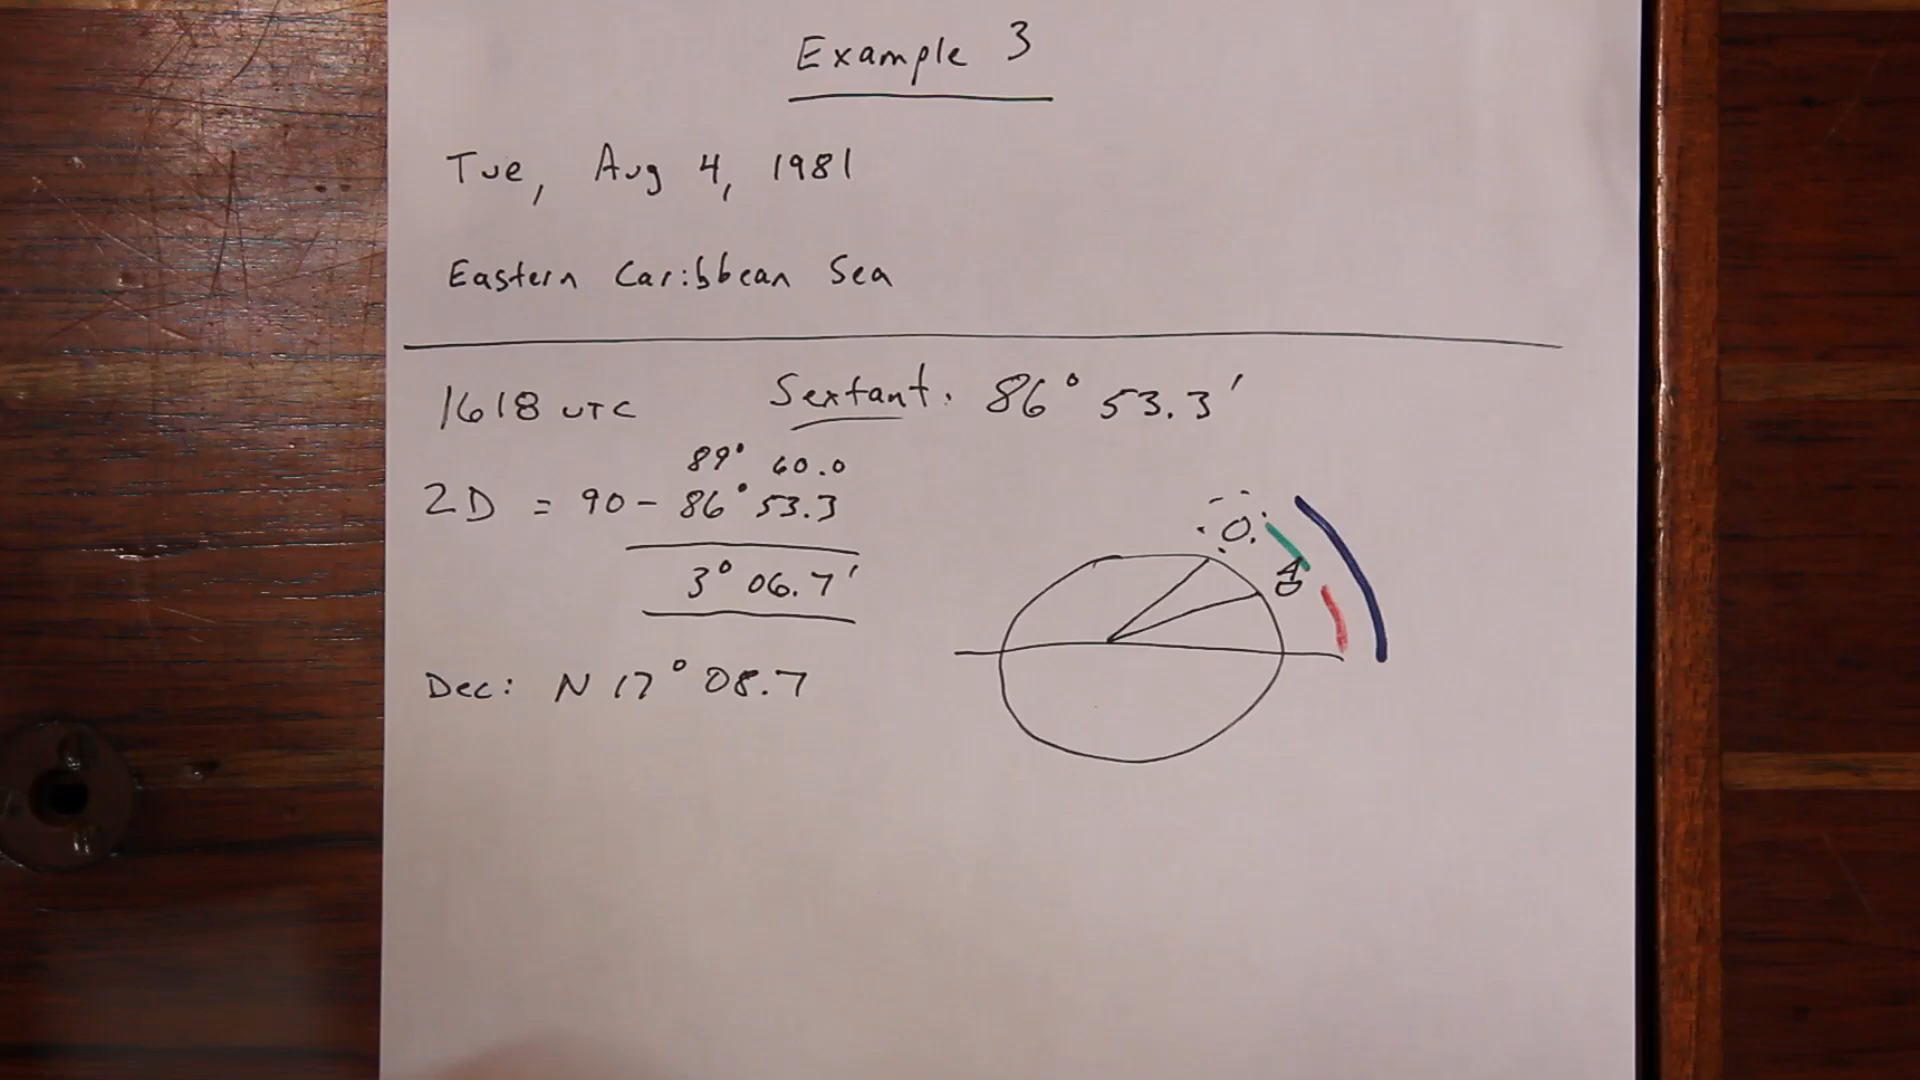 Example 3
Tue, Aug 4, 1981
Eastern Caribbean Sea
1618 UTC Sextant. 86° 53.3'
89° 60.0
ZD = 90 - 86° 53.3
3° 06.7'
Dec: N 17° 08.7